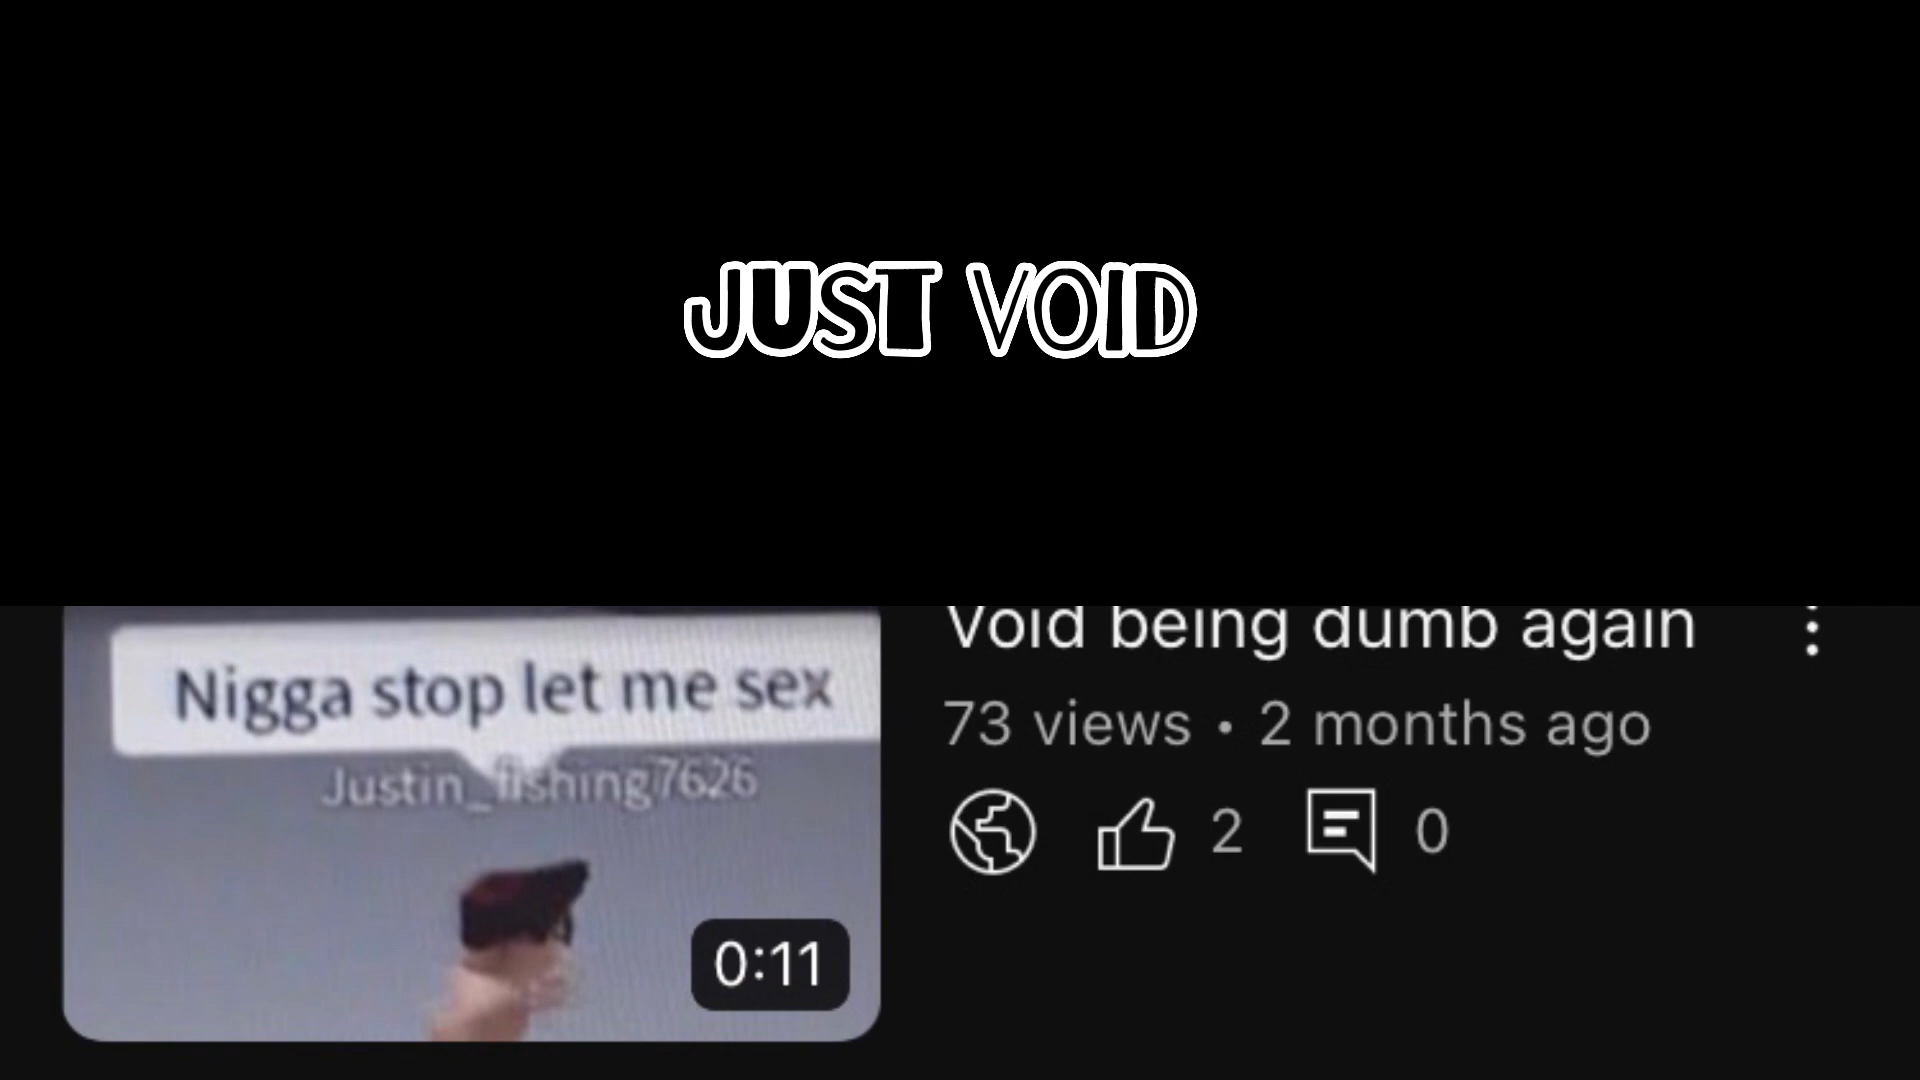 JUST VOID
Void being dumb again
73 views • 2 months ago
2 0
Nigga stop let me sex
Justin_fishing7626
0:11